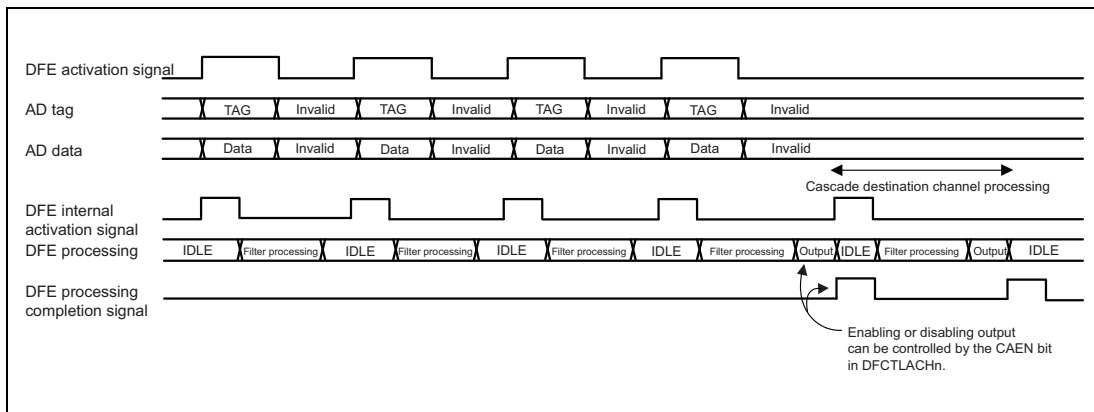 DFE activation signal
AD tag
TAG Invalid TAG Invalid TAG Invalid TAG Invalid
AD data
Data Invalid Data Invalid Data Invalid Data Invalid
Cascade destination channel processing
DFE internal
activation signal
DFE processing
IDLE Filter processing IDLE Filter processing IDLE Filter processing IDLE Filter processing Output IDLE Filter processing Output IDLE
DFE processing
completion signal
Enabling or disabling output
can be controlled by the CAEN bit
in DFCTLACHn.